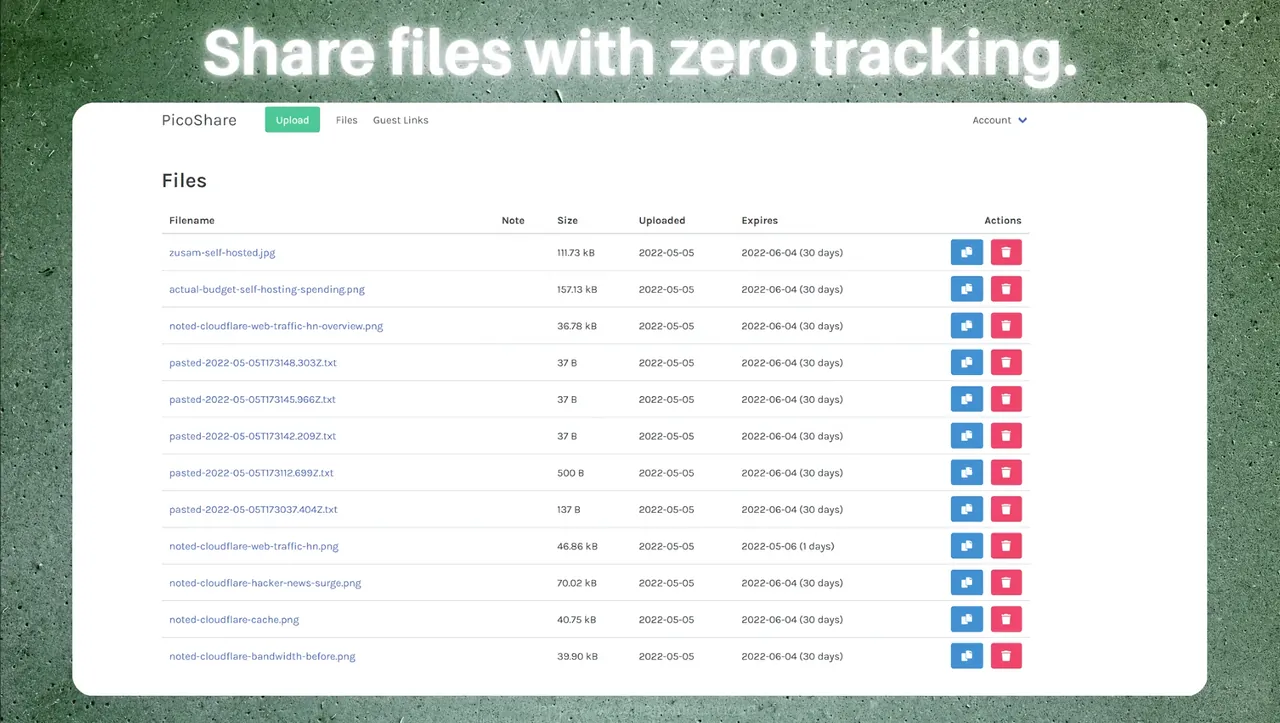 Share files with zero tracking.
PicoShare Upload Files Guest Links Account
Files
Filename Note Size Uploaded Expires Actions
zusam-self-hosted.jpg 111.73 kB 2022-05-05 2022-06-04 (30 days)
actual-budget-self-hosting-spending.png 157.13 kB 2022-05-05 2022-06-04 (30 days)
noted-cloudflare-web-traffic-hn-overview.png 36.78 kB 2022-05-05 2022-06-04 (30 days)
pasted-2022-05-05T173148.303Z.txt 37 B 2022-05-05 2022-06-04 (30 days)
pasted-2022-05-05T173145.966Z.txt 37 B 2022-05-05 2022-06-04 (30 days)
pasted-2022-05-05T173142.209Z.txt 37 B 2022-05-05 2022-06-04 (30 days)
pasted-2022-05-05T173112.699Z.txt 500 B 2022-05-05 2022-06-04 (30 days)
pasted-2022-05-05T173037.404Z.txt 137 B 2022-05-05 2022-06-04 (30 days)
noted-cloudflare-web-traffic-hn.png 46.86 kB 2022-05-05 2022-05-06 (1 days)
noted-cloudflare-hacker-news-surge.png 70.02 kB 2022-05-05 2022-06-04 (30 days)
noted-cloudflare-cache.png 40.75 kB 2022-05-05 2022-06-04 (30 days)
noted-cloudflare-bandwidth-before.png 39.90 kB 2022-05-05 2022-06-04 (30 days)